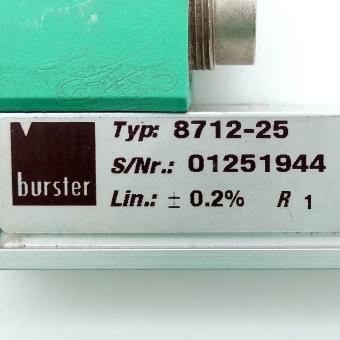 burster
Typ: 8712-25
S/Nr.: 01251944
Lin.: ± 0.2% R 1